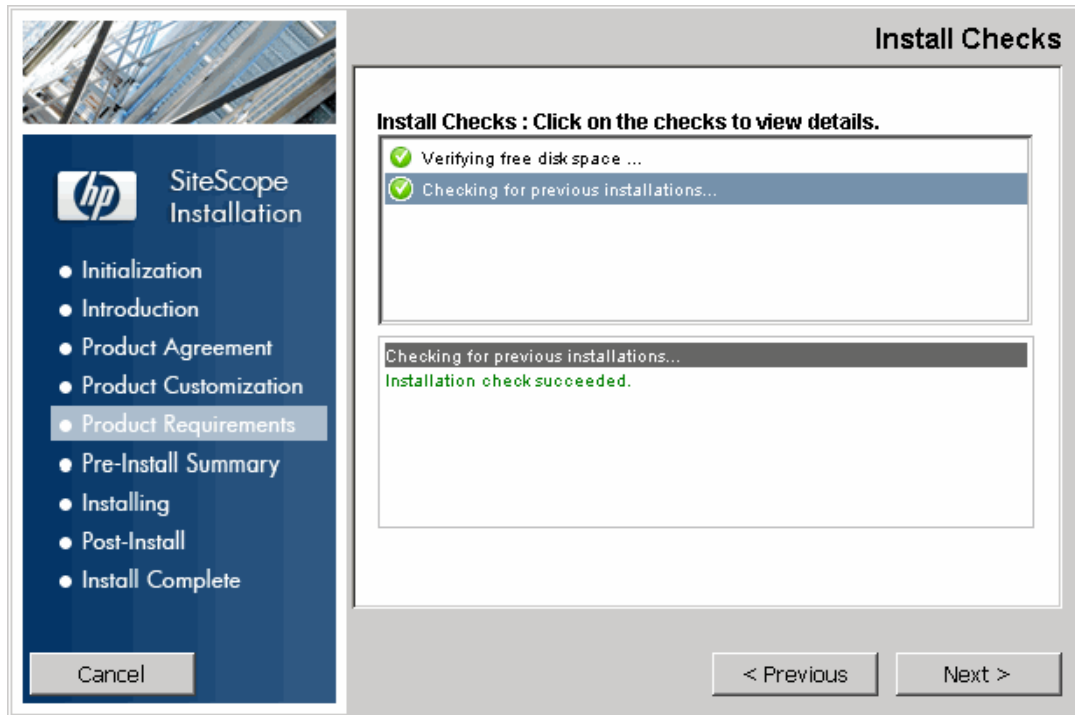 Install Checks
hp
SiteScope
Installation
Initialization
Introduction
Product Agreement
Product Customization
Product Requirements
Pre-Install Summary
Installing
Post-Install
Install Complete
Install Checks : Click on the checks to view details.
Verifying free disk space ...
Checking for previous installations...
Checking for previous installations...
Installation check succeeded.
Cancel
< Previous
Next >